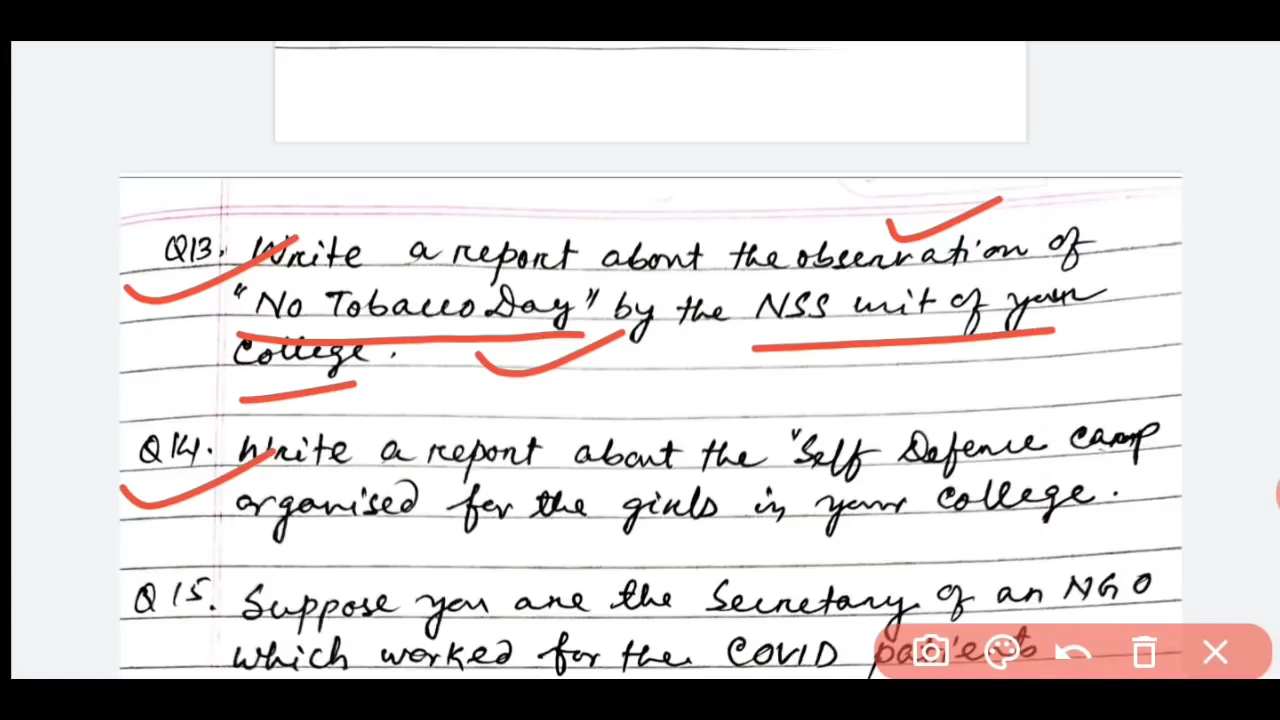 Q13. Write a report about the observation of
"No Tobacco Day" by the NSS unit of your
College.
Q14. Write a report about the "Self Defence camp
organised for the girls in your college.
Q15. Suppose you are the Secretary of an NGO
which worked for the COVID patients